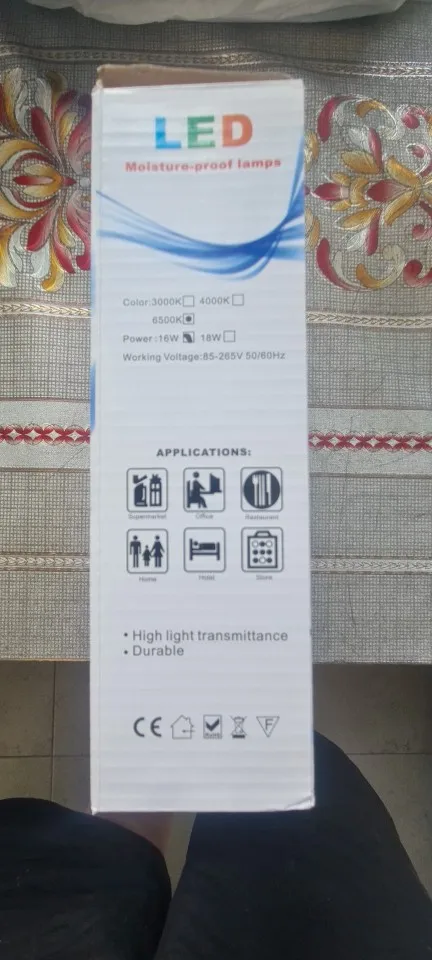 LED
Moisture-proof lamps
Color:3000K 4000K
6500K
Power:16W 18W
Working Voltage:85-265V 50/60Hz
APPLICATIONS:
Supermarket Office Restaurant
Home Hotel Store
• High light transmittance
• Durable
CE RoHS F